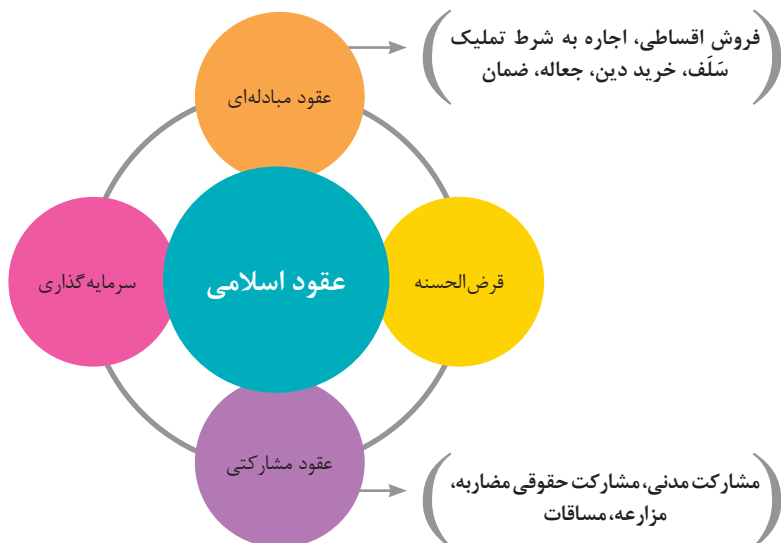 فروش اقساطی، اجاره به شرط تملیک
سَلَف، خرید دین، جعاله، ضمان
عقود مبادله‌ای
قرض‌الحسنه
عقود اسلامی
سرمایه‌گذاری
عقود مشارکتی
مشارکت مدنی، مشارکت حقوقی مضاربه،
مزارعه، مساقات